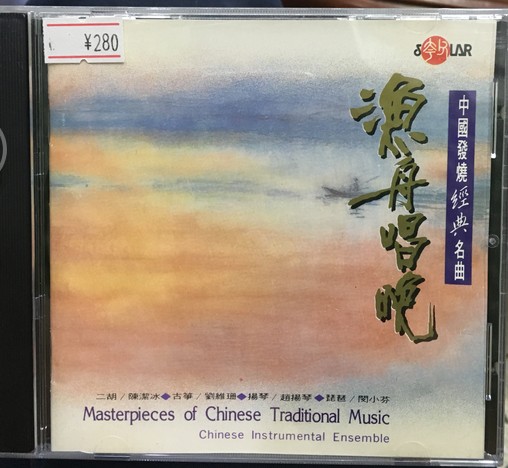 ¥280
漁舟唱晚
中國發燒經典名曲
二胡/陳潔冰◆古箏/劉維珊◆揚琴/趙揚琴◆琵琶/閔小芬
Masterpieces of Chinese Traditional Music
Chinese Instrumental Ensemble